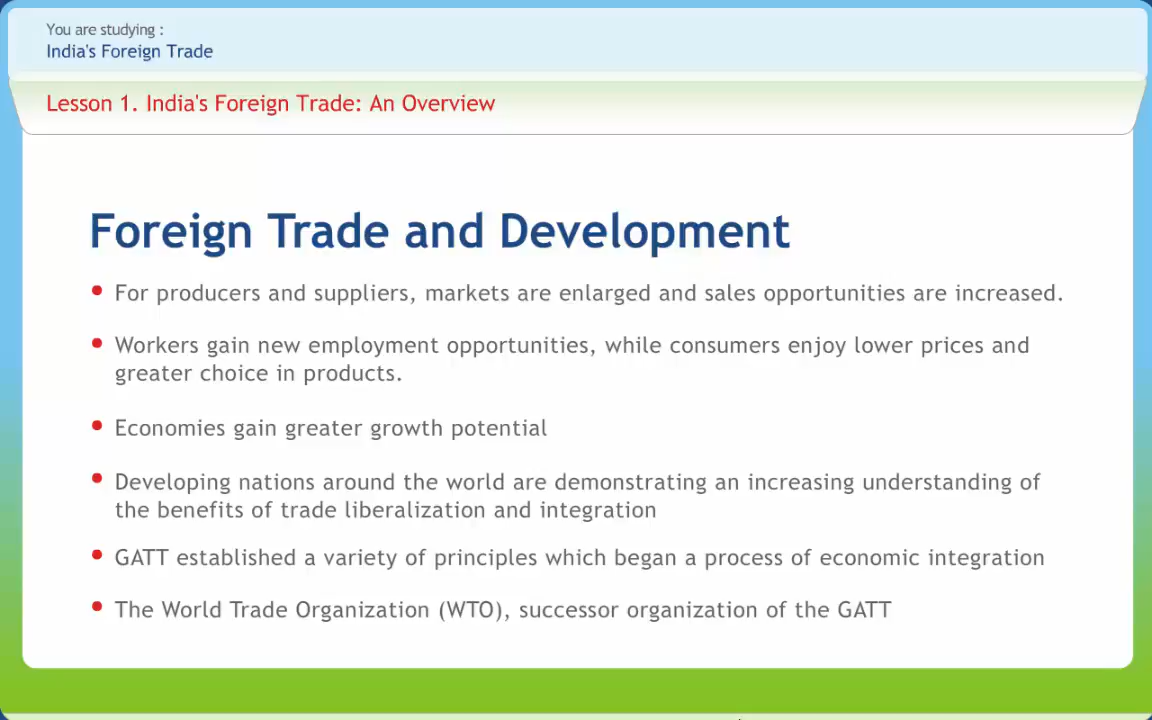 You are studying :
India's Foreign Trade
Lesson 1. India's Foreign Trade: An Overview
Foreign Trade and Development
• For producers and suppliers, markets are enlarged and sales opportunities are increased.
• Workers gain new employment opportunities, while consumers enjoy lower prices and
greater choice in products.
• Economies gain greater growth potential
• Developing nations around the world are demonstrating an increasing understanding of
the benefits of trade liberalization and integration
• GATT established a variety of principles which began a process of economic integration
• The World Trade Organization (WTO), successor organization of the GATT